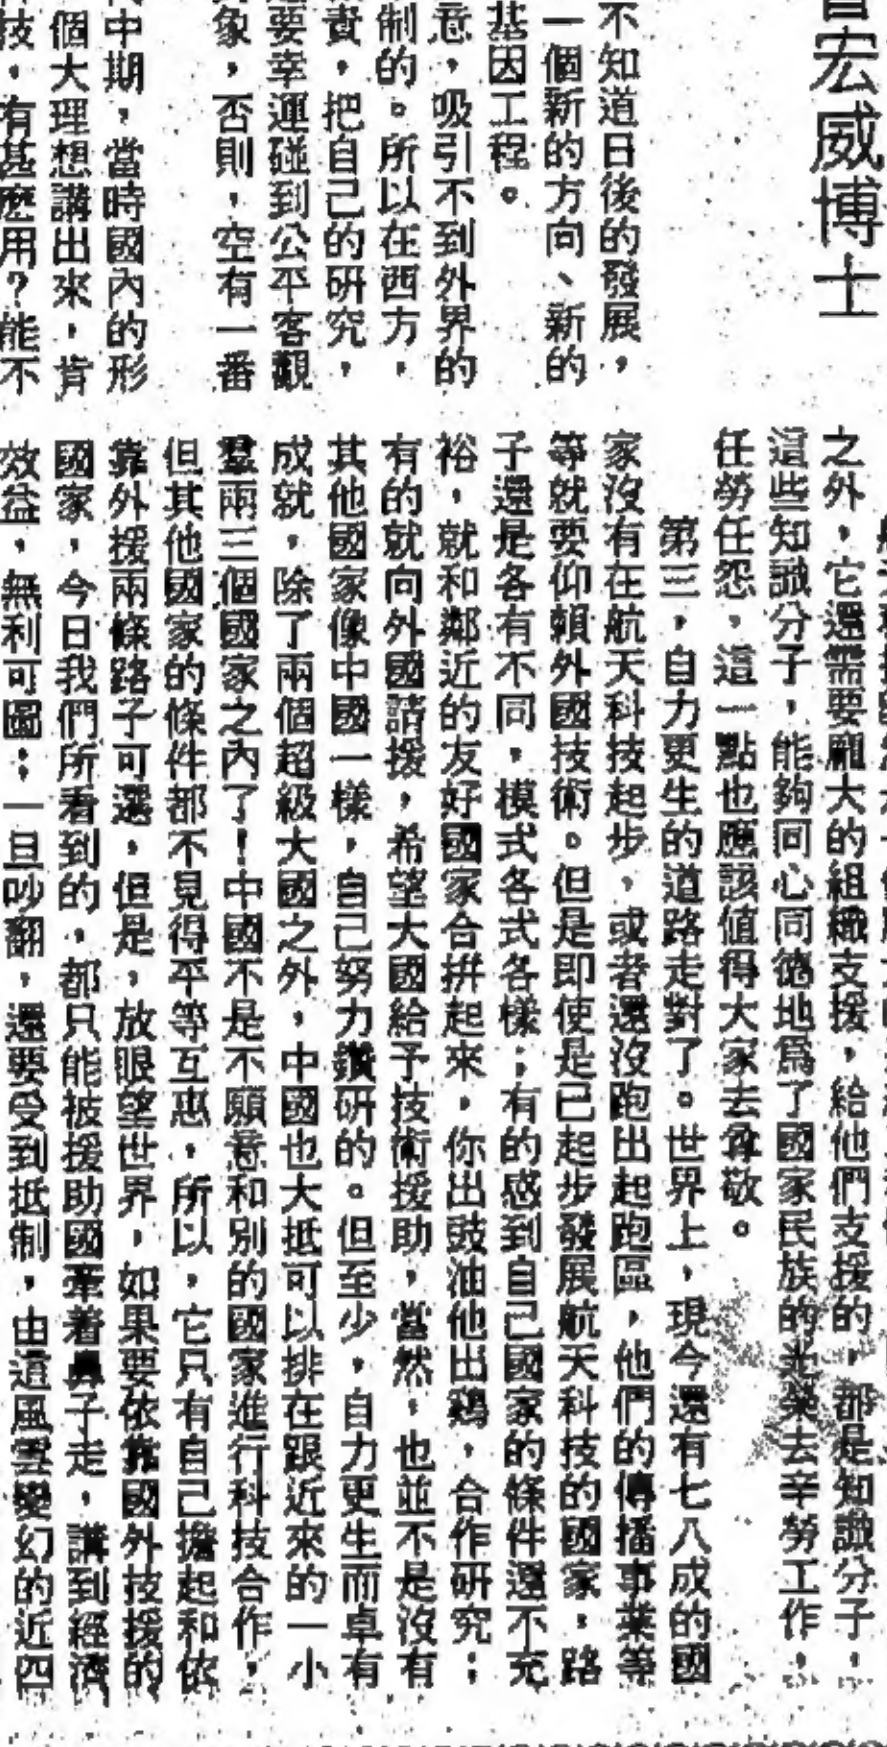 曾宏威博士
不知道日後的發展，
一個新的方向、新的
基因工程。
意，吸引不到外界的
制的。所以在西方，
責，把自己的研究，
要幸運碰到公平客觀
象，否則，空有一番
中期，當時國內的形
個大理想講出來，肯
技，有甚麼用？能不
之外，它還需要龐大的組織支援，給他們支援的，都是知識分子，
這些知識分子，能夠同心同德地爲了國家民族的光榮去辛勞工作，
任勞任怨，這一點也應該值得大家去尊敬。
第三，自力更生的道路走對了。世界上，現今還有七八成的國
家沒有在航天科技起步，或者還沒跑出起跑區，他們的傳播事業等
等就要仰賴外國技術。但是即使是已起步發展航天科技的國家，路
子還是各有不同，模式各式各樣；有的感到自己國家的條件還不充
裕，就和鄰近的友好國家合拼起來，你出豉油他出鷄，合作研究；
有的就向外國請援，希望大國給予技術援助，當然，也並不是沒有
其他國家像中國一樣，自己努力鑽研的。但至少，自力更生而卓有
成就，除了兩個超級大國之外，中國也大抵可以排在跟近來的一小
羣兩三個國家之內了！中國不是不願意和別的國家進行科技合作，
但其他國家的條件都不見得平等互惠，所以，它只有自己擔起和依
靠外援兩條路子可選，但是，放眼望世界，如果要依靠國外技援的
國家，今日我們所看到的，都只能被援助國牽着鼻子走，講到經濟
效益，無利可圖；一旦吵翻，還要受到抵制，由這風雲變幻的近四